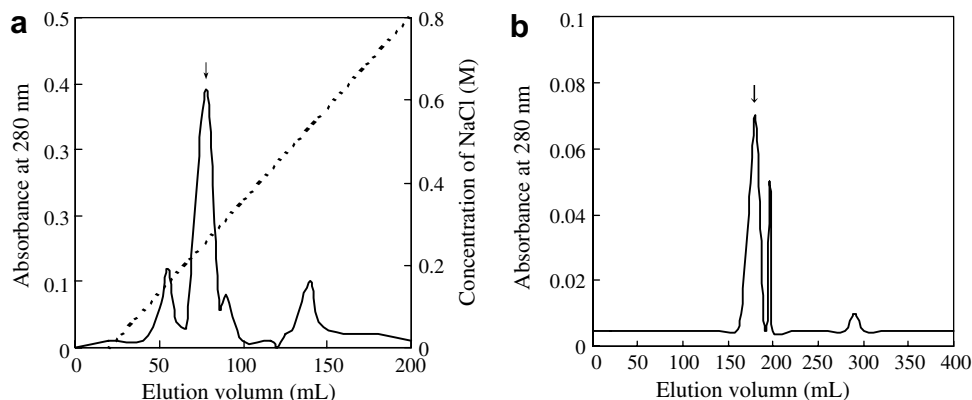 a
0.5
0.4
0.3
0.3
0.1
0
Absorbance at 280 nm
0 50 100 150 200
Elution volumn (mL)
0.8
0.6
0.4
0.2
0
Concentration of NaCl (M)
b
0.1
0.08
0.06
0.04
0.02
0
Absorbance at 280 nm
0 50 100 150 200 300 400
Elution volumn (mL)